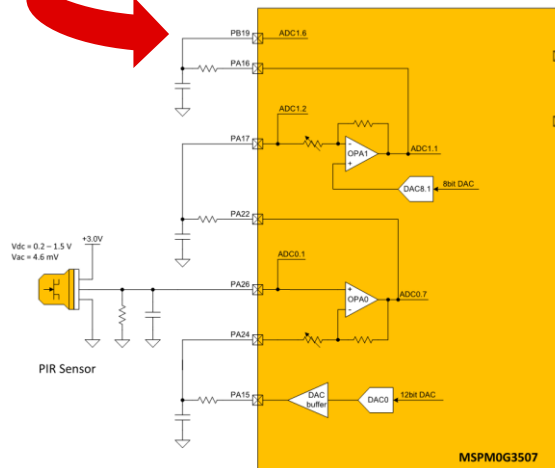 PB19
ADC1.6
PA16
ADC1.2
PA17
-
OPA1
+
ADC1.1
DAC8.1
8bit DAC
PA22
Vdc = 0.2 – 1.5 V
Vac = 4.6 mV
+3.0V
ADC0.1
PA26
+
OPA0
-
ADC0.7
PA24
PIR Sensor
PA15
DAC
buffer
DAC0
12bit DAC
MSPM0G3507